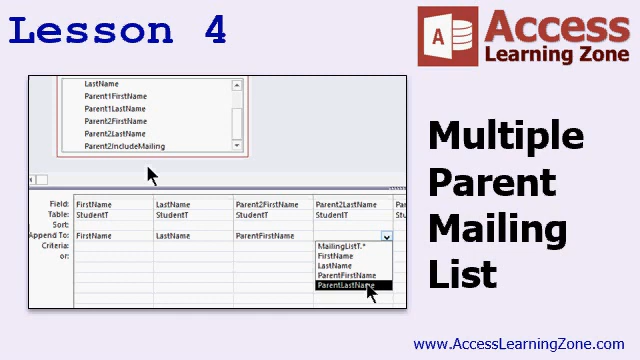 Lesson 4
A Access
Learning Zone
LastName
Parent1FirstName
Parent1LastName
Parent2FirstName
Parent2LastName
Parent2IncludeMailing
Field: FirstName LastName Parent2FirstName Parent2LastName Pare
Table: StudentT StudentT StudentT StudentT Stu
Sort:
Append To: FirstName LastName ParentFirstName
Criteria:
or:
MailingListT.*
FirstName
LastName
ParentFirstName
ParentLastName
Multiple
Parent
Mailing
List
www.AccessLearningZone.com